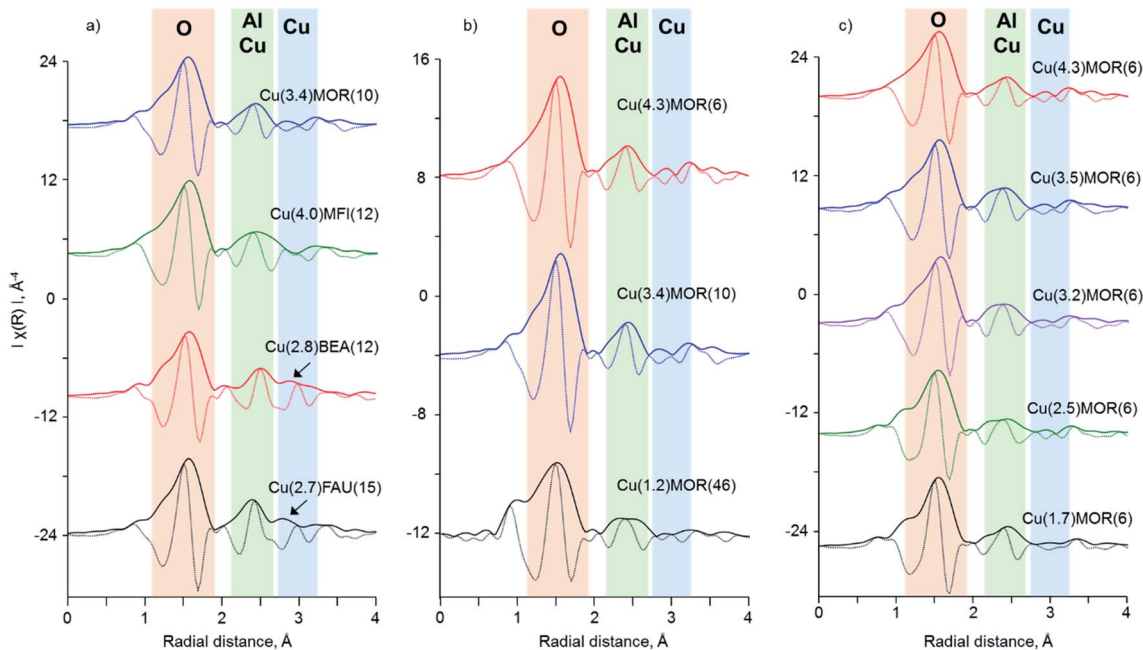 a)
O
Al
Cu
Cu
24
12
0
-12
-24
| χ(R) |, Å⁻⁴
Cu(3.4)MOR(10)
Cu(4.0)MFI(12)
Cu(2.8)BEA(12)
Cu(2.7)FAU(15)
0 1 2 3 4
Radial distance, Å
b)
O
Al
Cu
Cu
16
8
0
-8
-12
Cu(4.3)MOR(6)
Cu(3.4)MOR(10)
Cu(1.2)MOR(46)
0 1 2 3 4
Radial distance, Å
c)
O
Al
Cu
Cu
24
12
0
-12
-24
Cu(4.3)MOR(6)
Cu(3.5)MOR(6)
Cu(3.2)MOR(6)
Cu(2.5)MOR(6)
Cu(1.7)MOR(6)
0 1 2 3 4
Radial distance, Å